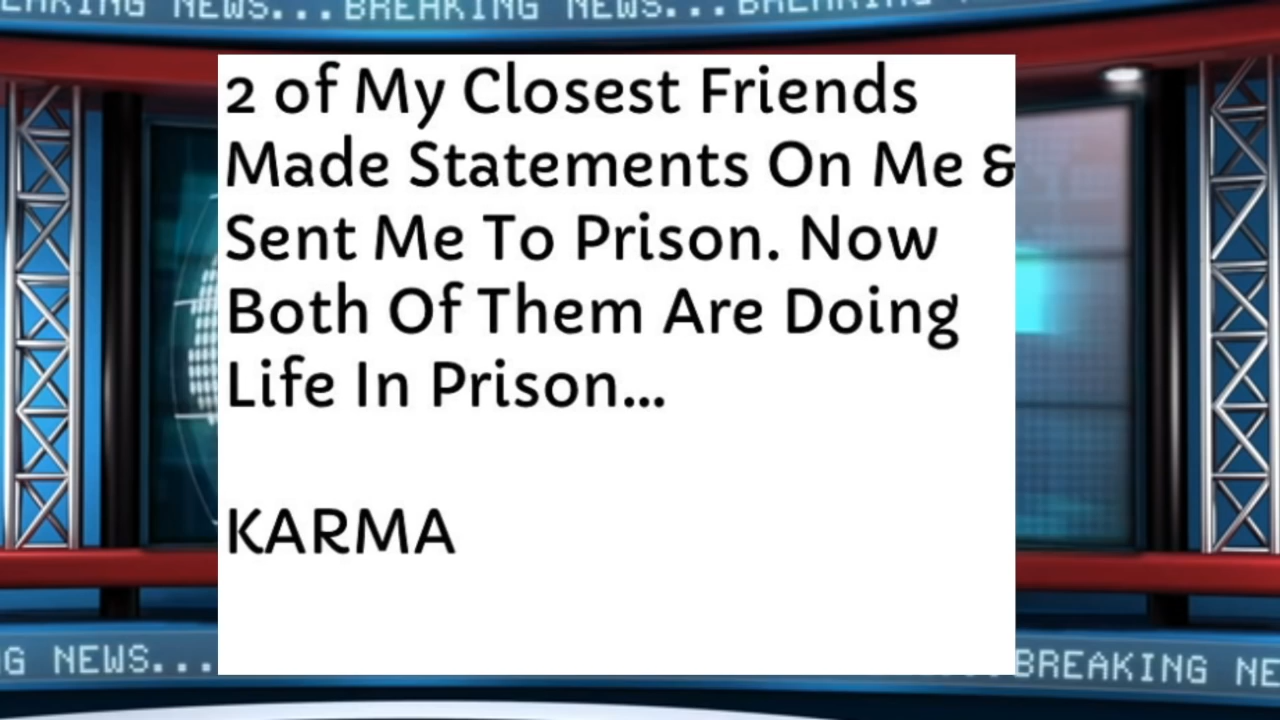 BREAKING NEWS...BREAKING NEWS...BREAKING
2 of My Closest Friends
Made Statements On Me &
Sent Me To Prison. Now
Both Of Them Are Doing
Life In Prison...
KARMA
G NEWS...
BREAKING NE